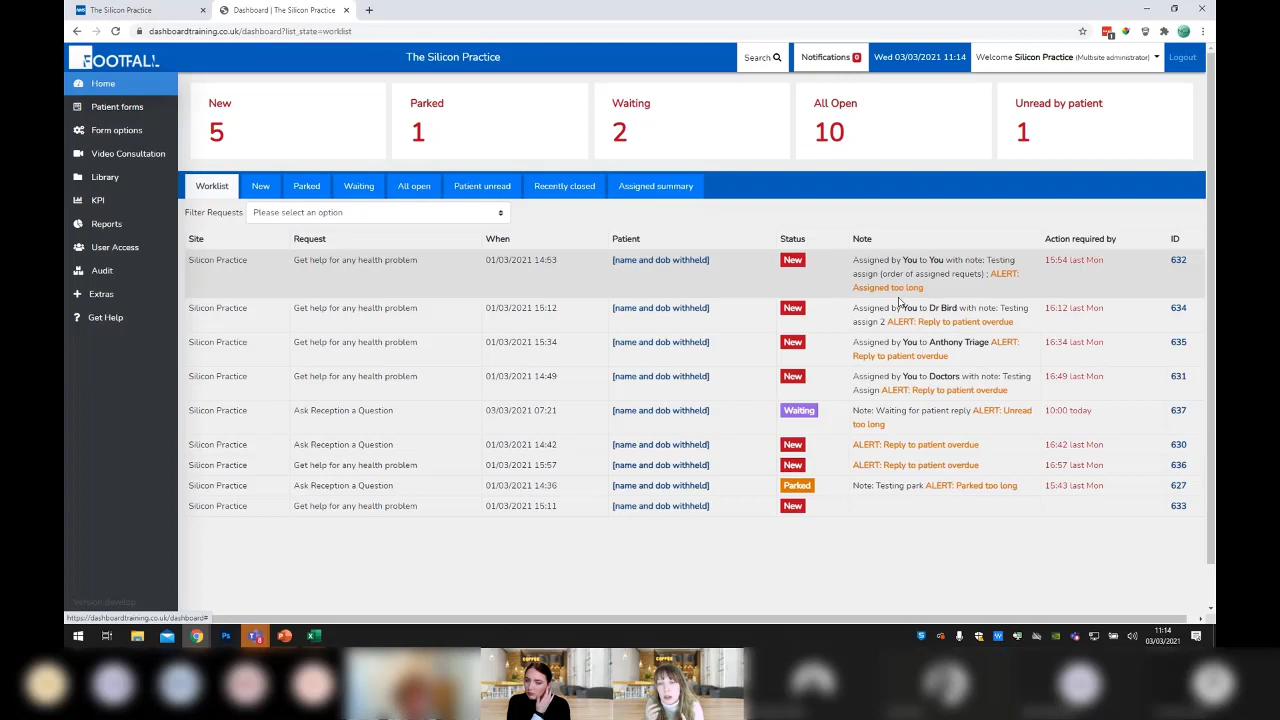 The Silicon Practice
Dashboard | The Silicon Practice
dashboardtraining.co.uk/dashboard?list_state=worklist
FOOTFALL
The Silicon Practice
Search
Notifications 0
Wed 03/03/2021 11:14
Welcome Silicon Practice (Multisite administrator)
Logout
Home
Patient forms
Form options
Video Consultation
Library
KPI
Reports
User Access
Audit
Extras
Get Help
New
5
Parked
1
Waiting
2
All Open
10
Unread by patient
1
Worklist New Parked Waiting All open Patient unread Recently closed Assigned summary
Filter Requests Please select an option
Site Request When Patient Status Note Action required by ID
Silicon Practice Get help for any health problem 01/03/2021 14:53 [name and dob withheld] New Assigned by You to You with note: Testing 15:54 last Mon 632
assign (order of assigned requets) ; ALERT:
Assigned too long
Silicon Practice Get help for any health problem 01/03/2021 15:12 [name and dob withheld] New Assigned by You to Dr Bird with note: Testing 16:12 last Mon 634
assign 2 ALERT: Reply to patient overdue
Silicon Practice Get help for any health problem 01/03/2021 15:34 [name and dob withheld] New Assigned by You to Anthony Triage ALERT: 16:34 last Mon 635
Reply to patient overdue
Silicon Practice Get help for any health problem 01/03/2021 14:49 [name and dob withheld] New Assigned by You to Doctors with note: Testing 16:49 last Mon 631
Assign ALERT: Reply to patient overdue
Silicon Practice Ask Reception a Question 03/03/2021 07:21 [name and dob withheld] Waiting Note: Waiting for patient reply ALERT: Unread 10:00 today 637
too long
Silicon Practice Ask Reception a Question 01/03/2021 14:42 [name and dob withheld] New ALERT: Reply to patient overdue 16:42 last Mon 630
Silicon Practice Get help for any health problem 01/03/2021 15:57 [name and dob withheld] New ALERT: Reply to patient overdue 16:57 last Mon 636
Silicon Practice Ask Reception a Question 01/03/2021 14:36 [name and dob withheld] Parked Note: Testing park ALERT: Parked too long 15:43 last Mon 627
Silicon Practice Get help for any health problem 01/03/2021 15:11 [name and dob withheld] New 633
Version develop
https://dashboardtraining.co.uk/dashboard#
11:14
03/03/2021
COFFEE
COFFEE